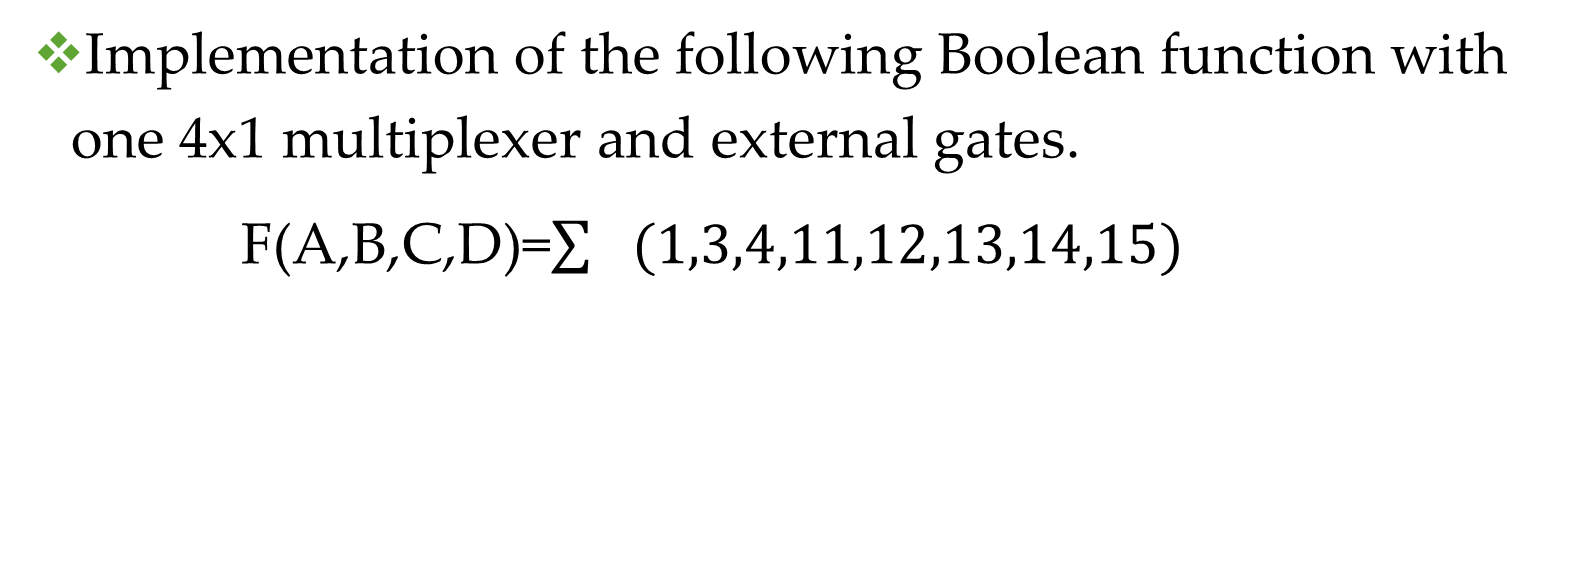 ❖Implementation of the following Boolean function with
one 4x1 multiplexer and external gates.
F(A,B,C,D)=∑ (1,3,4,11,12,13,14,15)